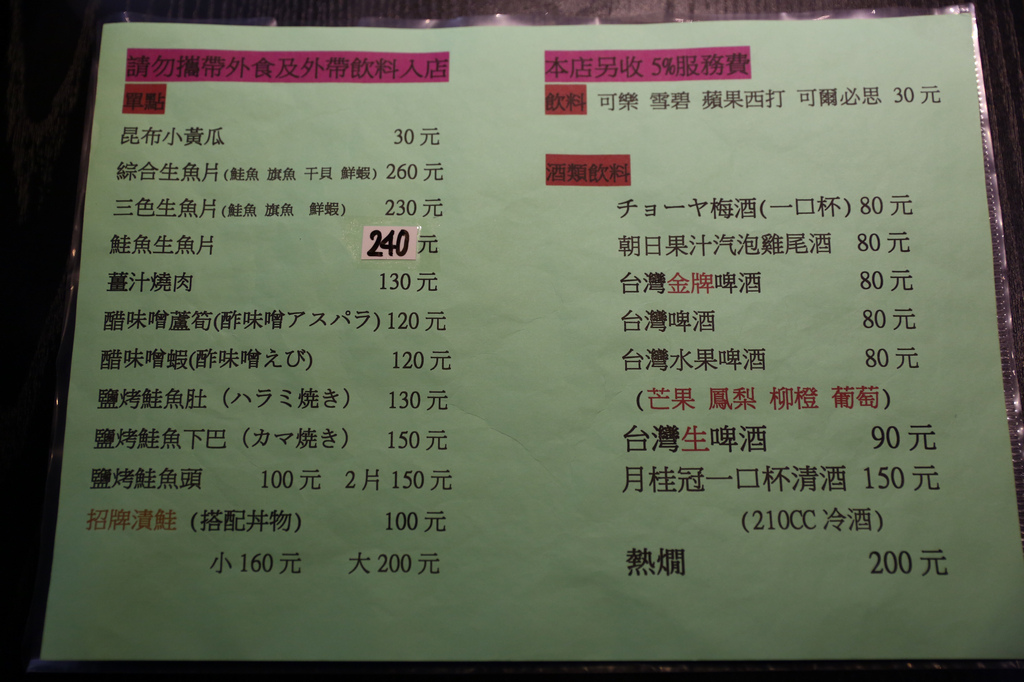 請勿攜帶外食及外帶飲料入店
單點
昆布小黃瓜 30元
綜合生魚片(鮭魚 旗魚 干貝 鮮蝦) 260元
三色生魚片(鮭魚 旗魚 鮮蝦) 230元
鮭魚生魚片 240元
薑汁燒肉 130元
醋味噌蘆筍(酢味噌アスパラ) 120元
醋味噌蝦(酢味噌えび) 120元
鹽烤鮭魚肚（ハラミ焼き） 130元
鹽烤鮭魚下巴（カマ焼き） 150元
鹽烤鮭魚頭 100元 2片 150元
招牌漬鮭（搭配丼物） 100元
小160元 大200元
本店另收 5%服務費
飲料 可樂 雪碧 蘋果西打 可爾必思 30元
酒類飲料
チョーヤ梅酒(一口杯) 80元
朝日果汁汽泡雞尾酒 80元
台灣金牌啤酒 80元
台灣啤酒 80元
台灣水果啤酒 80元
(芒果 鳳梨 柳橙 葡萄)
台灣生啤酒 90元
月桂冠一口杯清酒 150元
(210CC 冷酒)
熱燗 200元